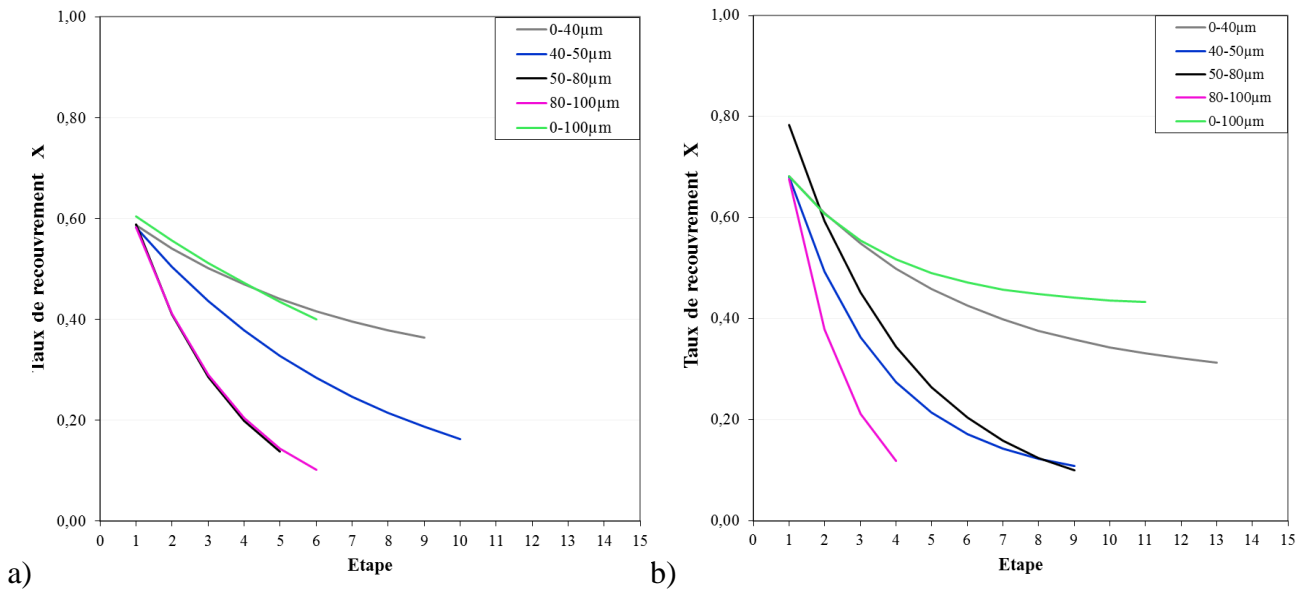 1,00
0,80
0,60
0,40
0,20
0,00
Taux de recouvrement X
0 1 2 3 4 5 6 7 8 9 10 11 12 13 14 15
Etape
0-40µm
40-50µm
50-80µm
80-100µm
0-100µm
a)
1,00
0,80
0,60
0,40
0,20
0,00
Taux de recouvrement X
0 1 2 3 4 5 6 7 8 9 10 11 12 13 14 15
Etape
0-40µm
40-50µm
50-80µm
80-100µm
0-100µm
b)